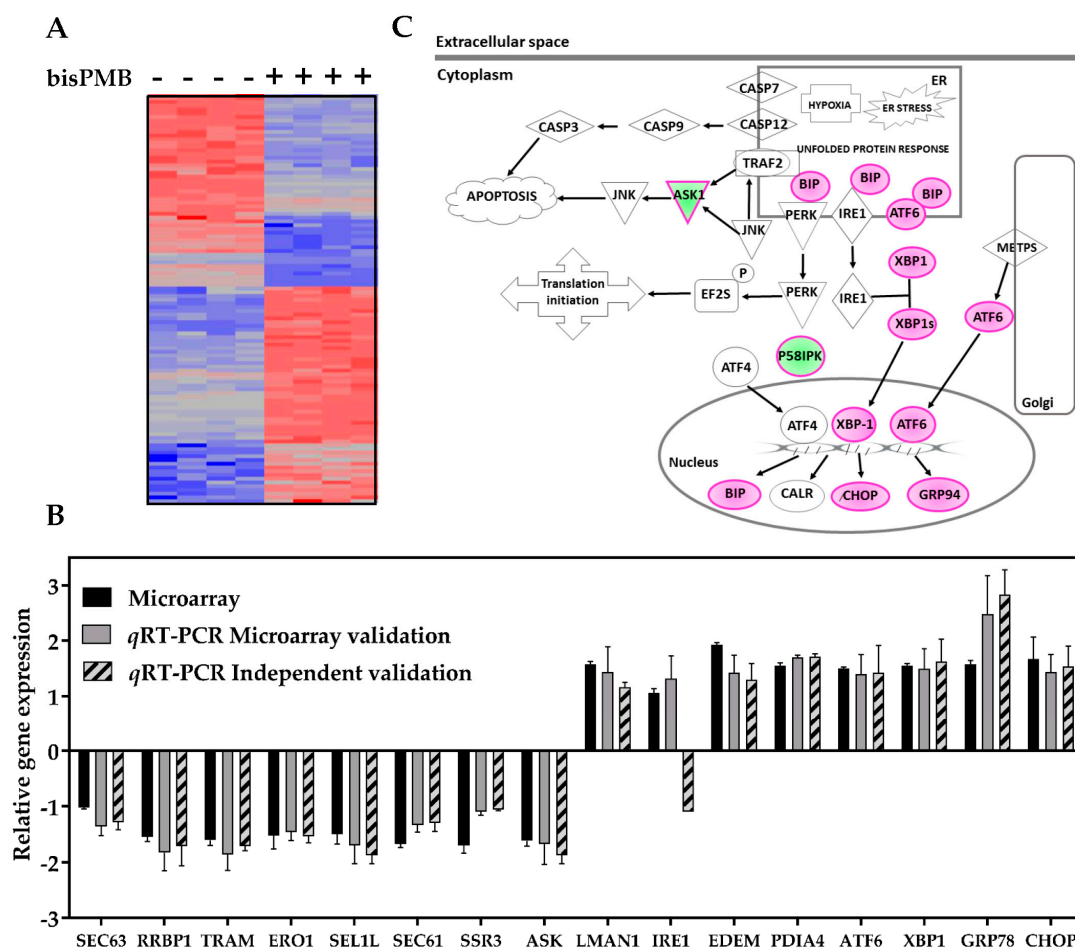 A
bisPMB - - - - + + + +
C
Extracellular space
Cytoplasm
ER
CASP7
HYPOXIA
ER STRESS
CASP3
CASP9
CASP12
UNFOLDED PROTEIN RESPONSE
TRAF2
BIP
BIP
BIP
APOPTOSIS
JNK
ASK1
JNK
PERK
IRE1
ATF6
METPS
XBP1
P
Translation
initiation
EF2S
PERK
IRE1
XBP1s
ATF6
P58IPK
ATF4
Golgi
ATF4
XBP-1
ATF6
Nucleus
BIP
CALR
CHOP
GRP94
B
Relative gene expression
3
2
1
0
-1
-2
-3
Microarray
qRT-PCR Microarray validation
qRT-PCR Independent validation
SEC63 RRBP1 TRAM ERO1 SEL1L SEC61 SSR3 ASK LMAN1 IRE1 EDEM PDIA4 ATF6 XBP1 GRP78 CHOP